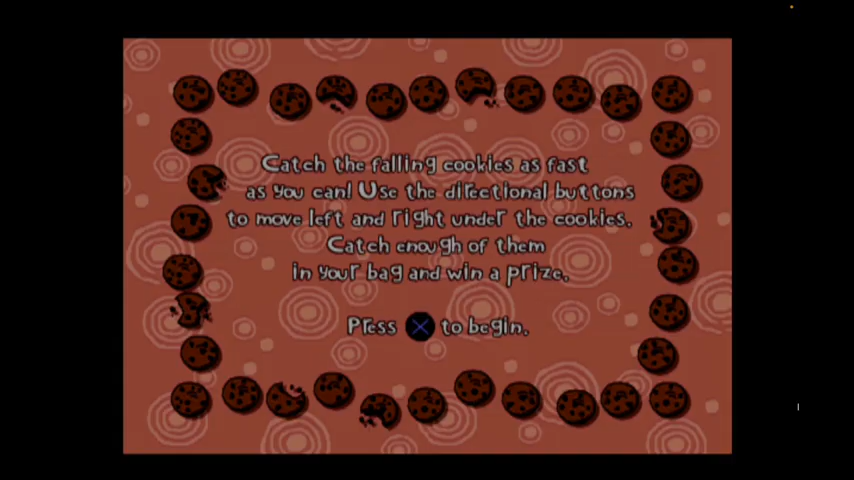 Catch the falling cookies as fast
as you can! Use the directional buttons
to move left and right under the cookies.
Catch enough of them
in your bag and win a prize.
Press X to begin.